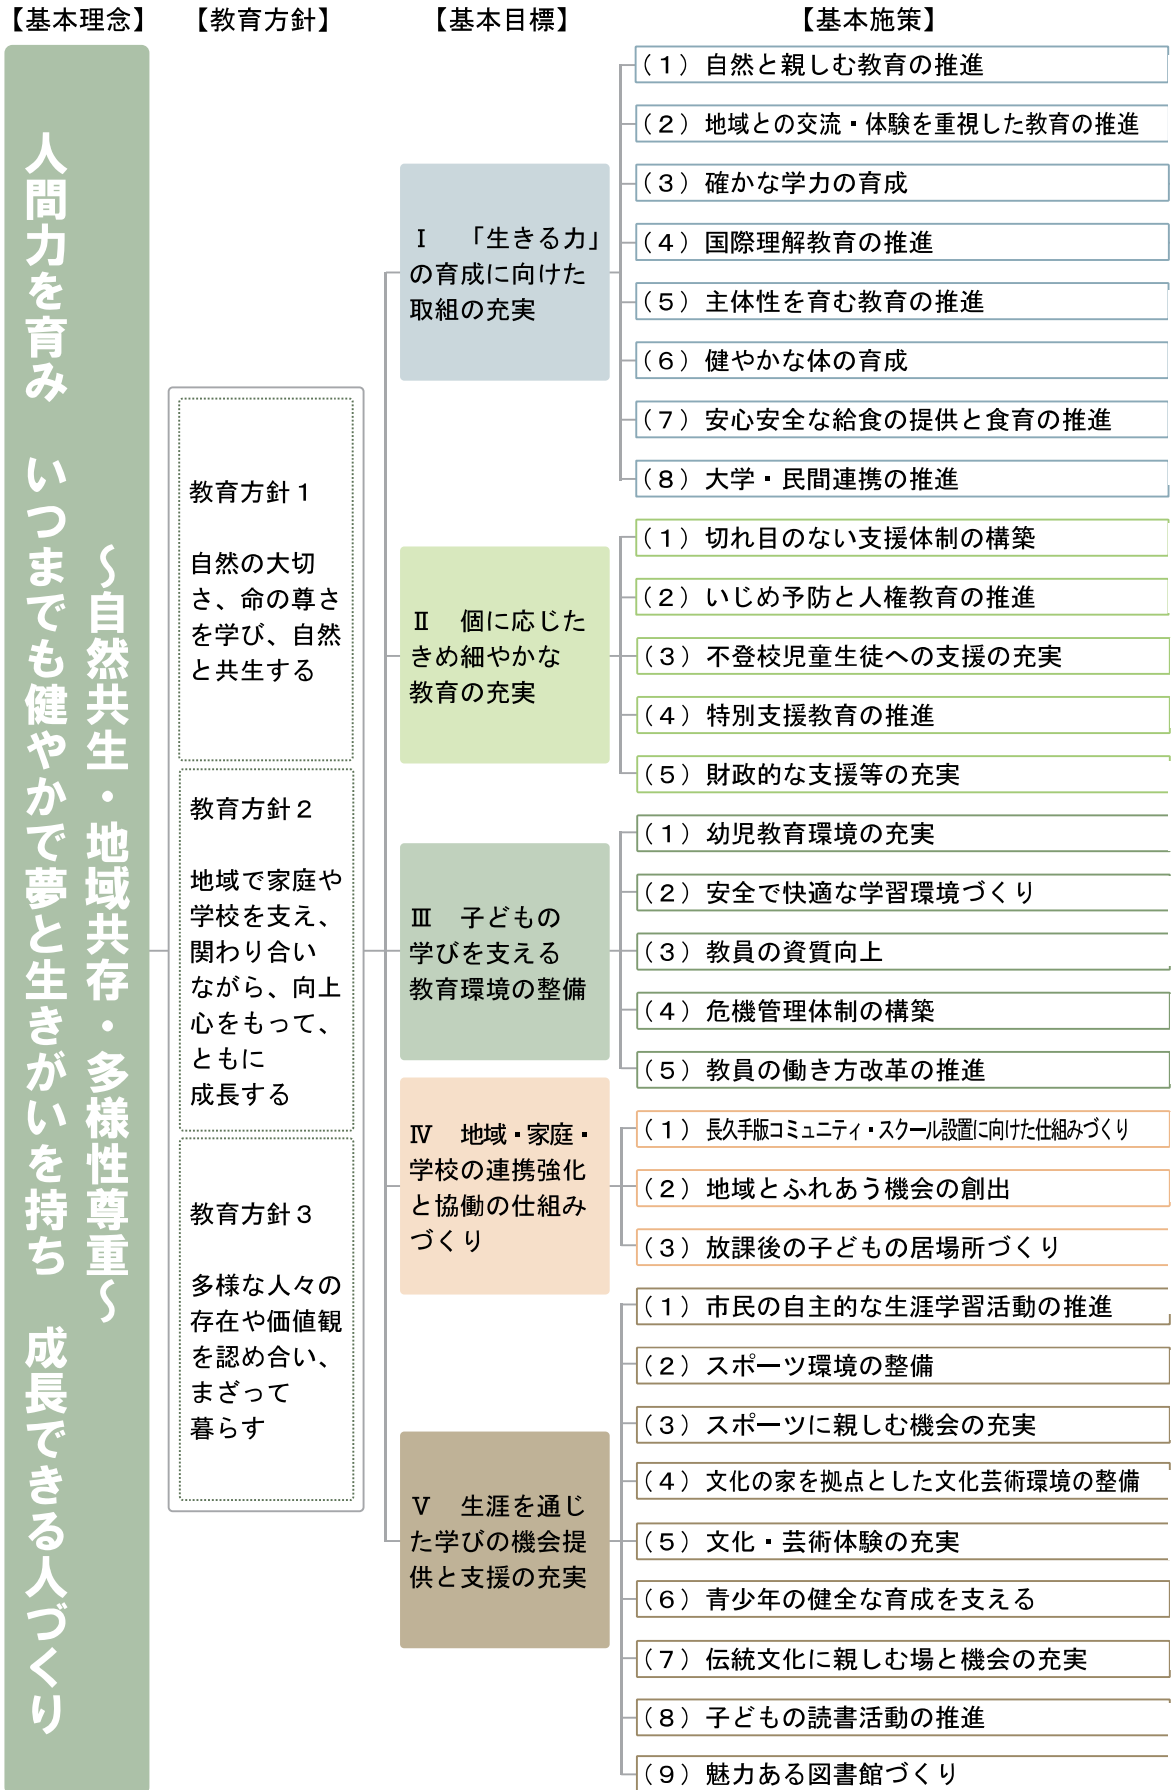 【基本理念】 【教育方針】 【基本目標】 【基本施策】
人間力を育み　いつまでも健やかで夢と生きがいを持ち　成長できる人づくり
～自然共生・地域共存・多様性尊重～
教育方針１
自然の大切
さ、命の尊さ
を学び、自然
と共生する
教育方針２
地域で家庭や
学校を支え、
関わり合い
ながら、向上
心をもって、
ともに
成長する
教育方針３
多様な人々の
存在や価値観
を認め合い、
まざって
暮らす
Ⅰ　「生きる力」
の育成に向けた
取組の充実
（１）自然と親しむ教育の推進
（２）地域との交流・体験を重視した教育の推進
（３）確かな学力の育成
（４）国際理解教育の推進
（５）主体性を育む教育の推進
（６）健やかな体の育成
（７）安心安全な給食の提供と食育の推進
（８）大学・民間連携の推進
Ⅱ　個に応じた
きめ細やかな
教育の充実
（１）切れ目のない支援体制の構築
（２）いじめ予防と人権教育の推進
（３）不登校児童生徒への支援の充実
（４）特別支援教育の推進
（５）財政的な支援等の充実
Ⅲ　子どもの
学びを支える
教育環境の整備
（１）幼児教育環境の充実
（２）安全で快適な学習環境づくり
（３）教員の資質向上
（４）危機管理体制の構築
（５）教員の働き方改革の推進
Ⅳ　地域・家庭・
学校の連携強化
と協働の仕組み
づくり
（１）長久手版コミュニティ・スクール設置に向けた仕組みづくり
（２）地域とふれあう機会の創出
（３）放課後の子どもの居場所づくり
Ⅴ　生涯を通じ
た学びの機会提
供と支援の充実
（１）市民の自主的な生涯学習活動の推進
（２）スポーツ環境の整備
（３）スポーツに親しむ機会の充実
（４）文化の家を拠点とした文化芸術環境の整備
（５）文化・芸術体験の充実
（６）青少年の健全な育成を支える
（７）伝統文化に親しむ場と機会の充実
（８）子どもの読書活動の推進
（９）魅力ある図書館づくり